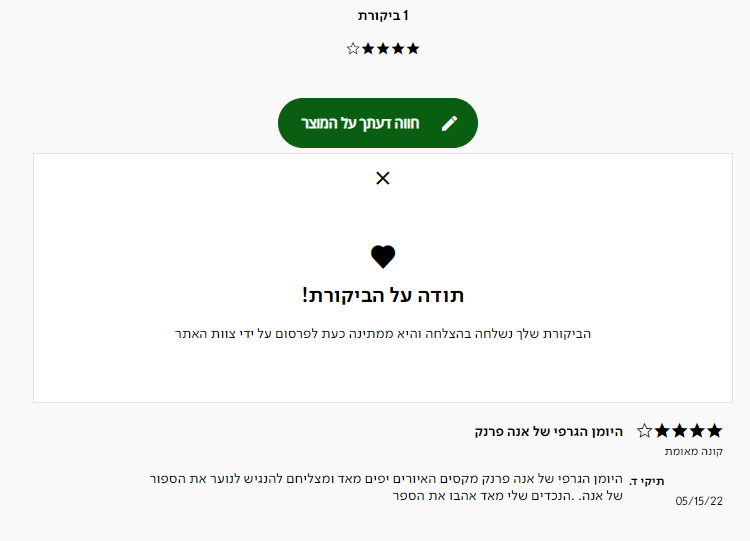 1 ביקורת
חווה דעתך על המוצר
תודה על הביקורת!
הביקורת שלך נשלחה בהצלחה והיא ממתינה כעת לפרסום על ידי צוות האתר
היומן הגרפי של אנה פרנק
קונה מאומת
תיקי ד.
05/15/22
היומן הגרפי של אנה פרנק מקסים האיורים יפים מאד ומצליחים להנגיש לנוער את הספור
של אנה. .הנכדים שלי מאד אהבו את הספר